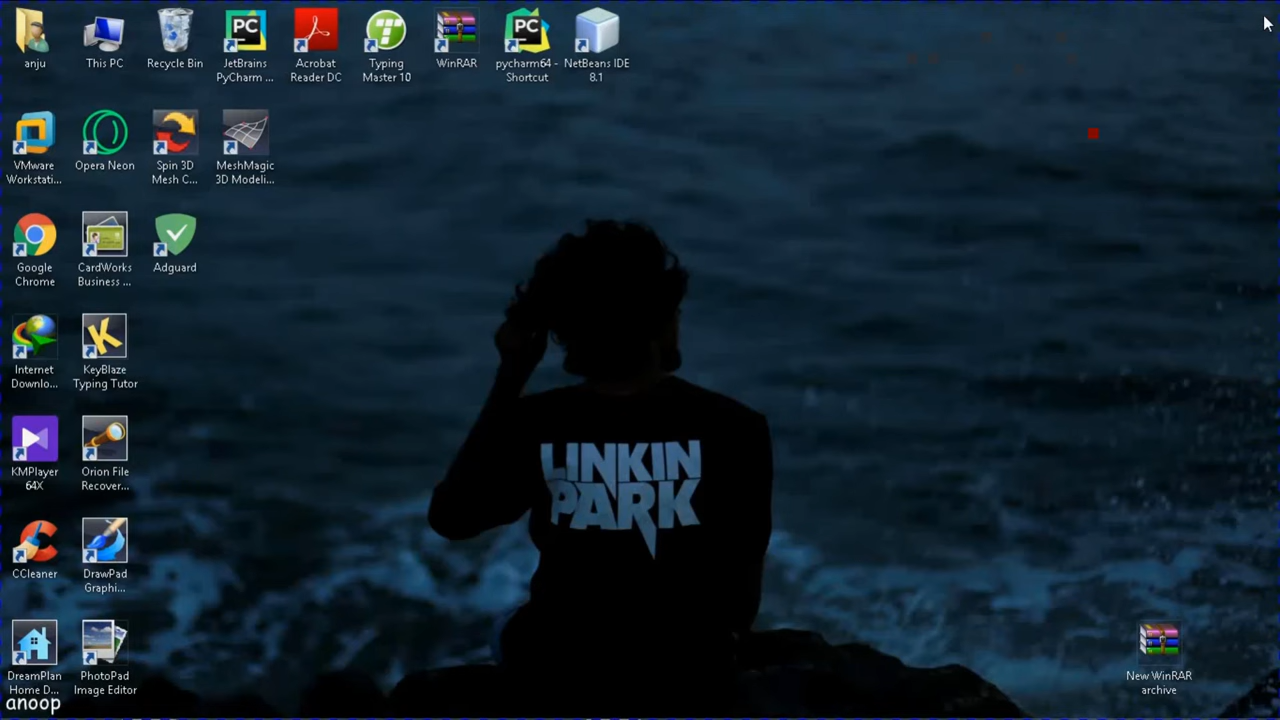 anju
This PC
Recycle Bin
JetBrains
PyCharm ...
Acrobat
Reader DC
Typing
Master 10
WinRAR
pycharm64 -
Shortcut
NetBeans IDE
8.1
VMware
Workstati...
Opera Neon
Spin 3D
Mesh C...
MeshMagic
3D Modeli...
Google
Chrome
CardWorks
Business ...
Adguard
Internet
Downlo...
KeyBlaze
Typing Tutor
KMPlayer
64X
Orion File
Recover...
LINKIN
PARK
CCleaner
DrawPad
Graphi...
DreamPlan
Home D...
PhotoPad
Image Editor
New WinRAR
archive
anoop